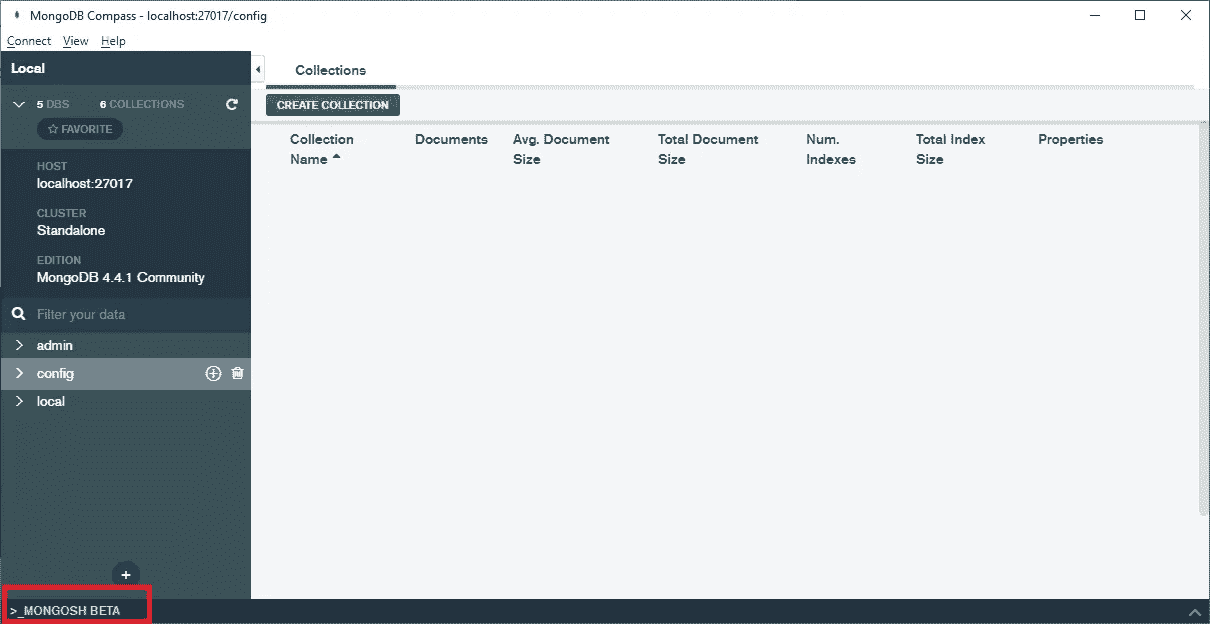 MongoDB Compass - localhost:27017/config
Connect View Help
Local
5 DBS 6 COLLECTIONS
FAVORITE
HOST
localhost:27017
CLUSTER
Standalone
EDITION
MongoDB 4.4.1 Community
Filter your data
admin
config
local
>_MONGOSH BETA
Collections
CREATE COLLECTION
Collection Name
Documents
Avg. Document Size
Total Document Size
Num. Indexes
Total Index Size
Properties